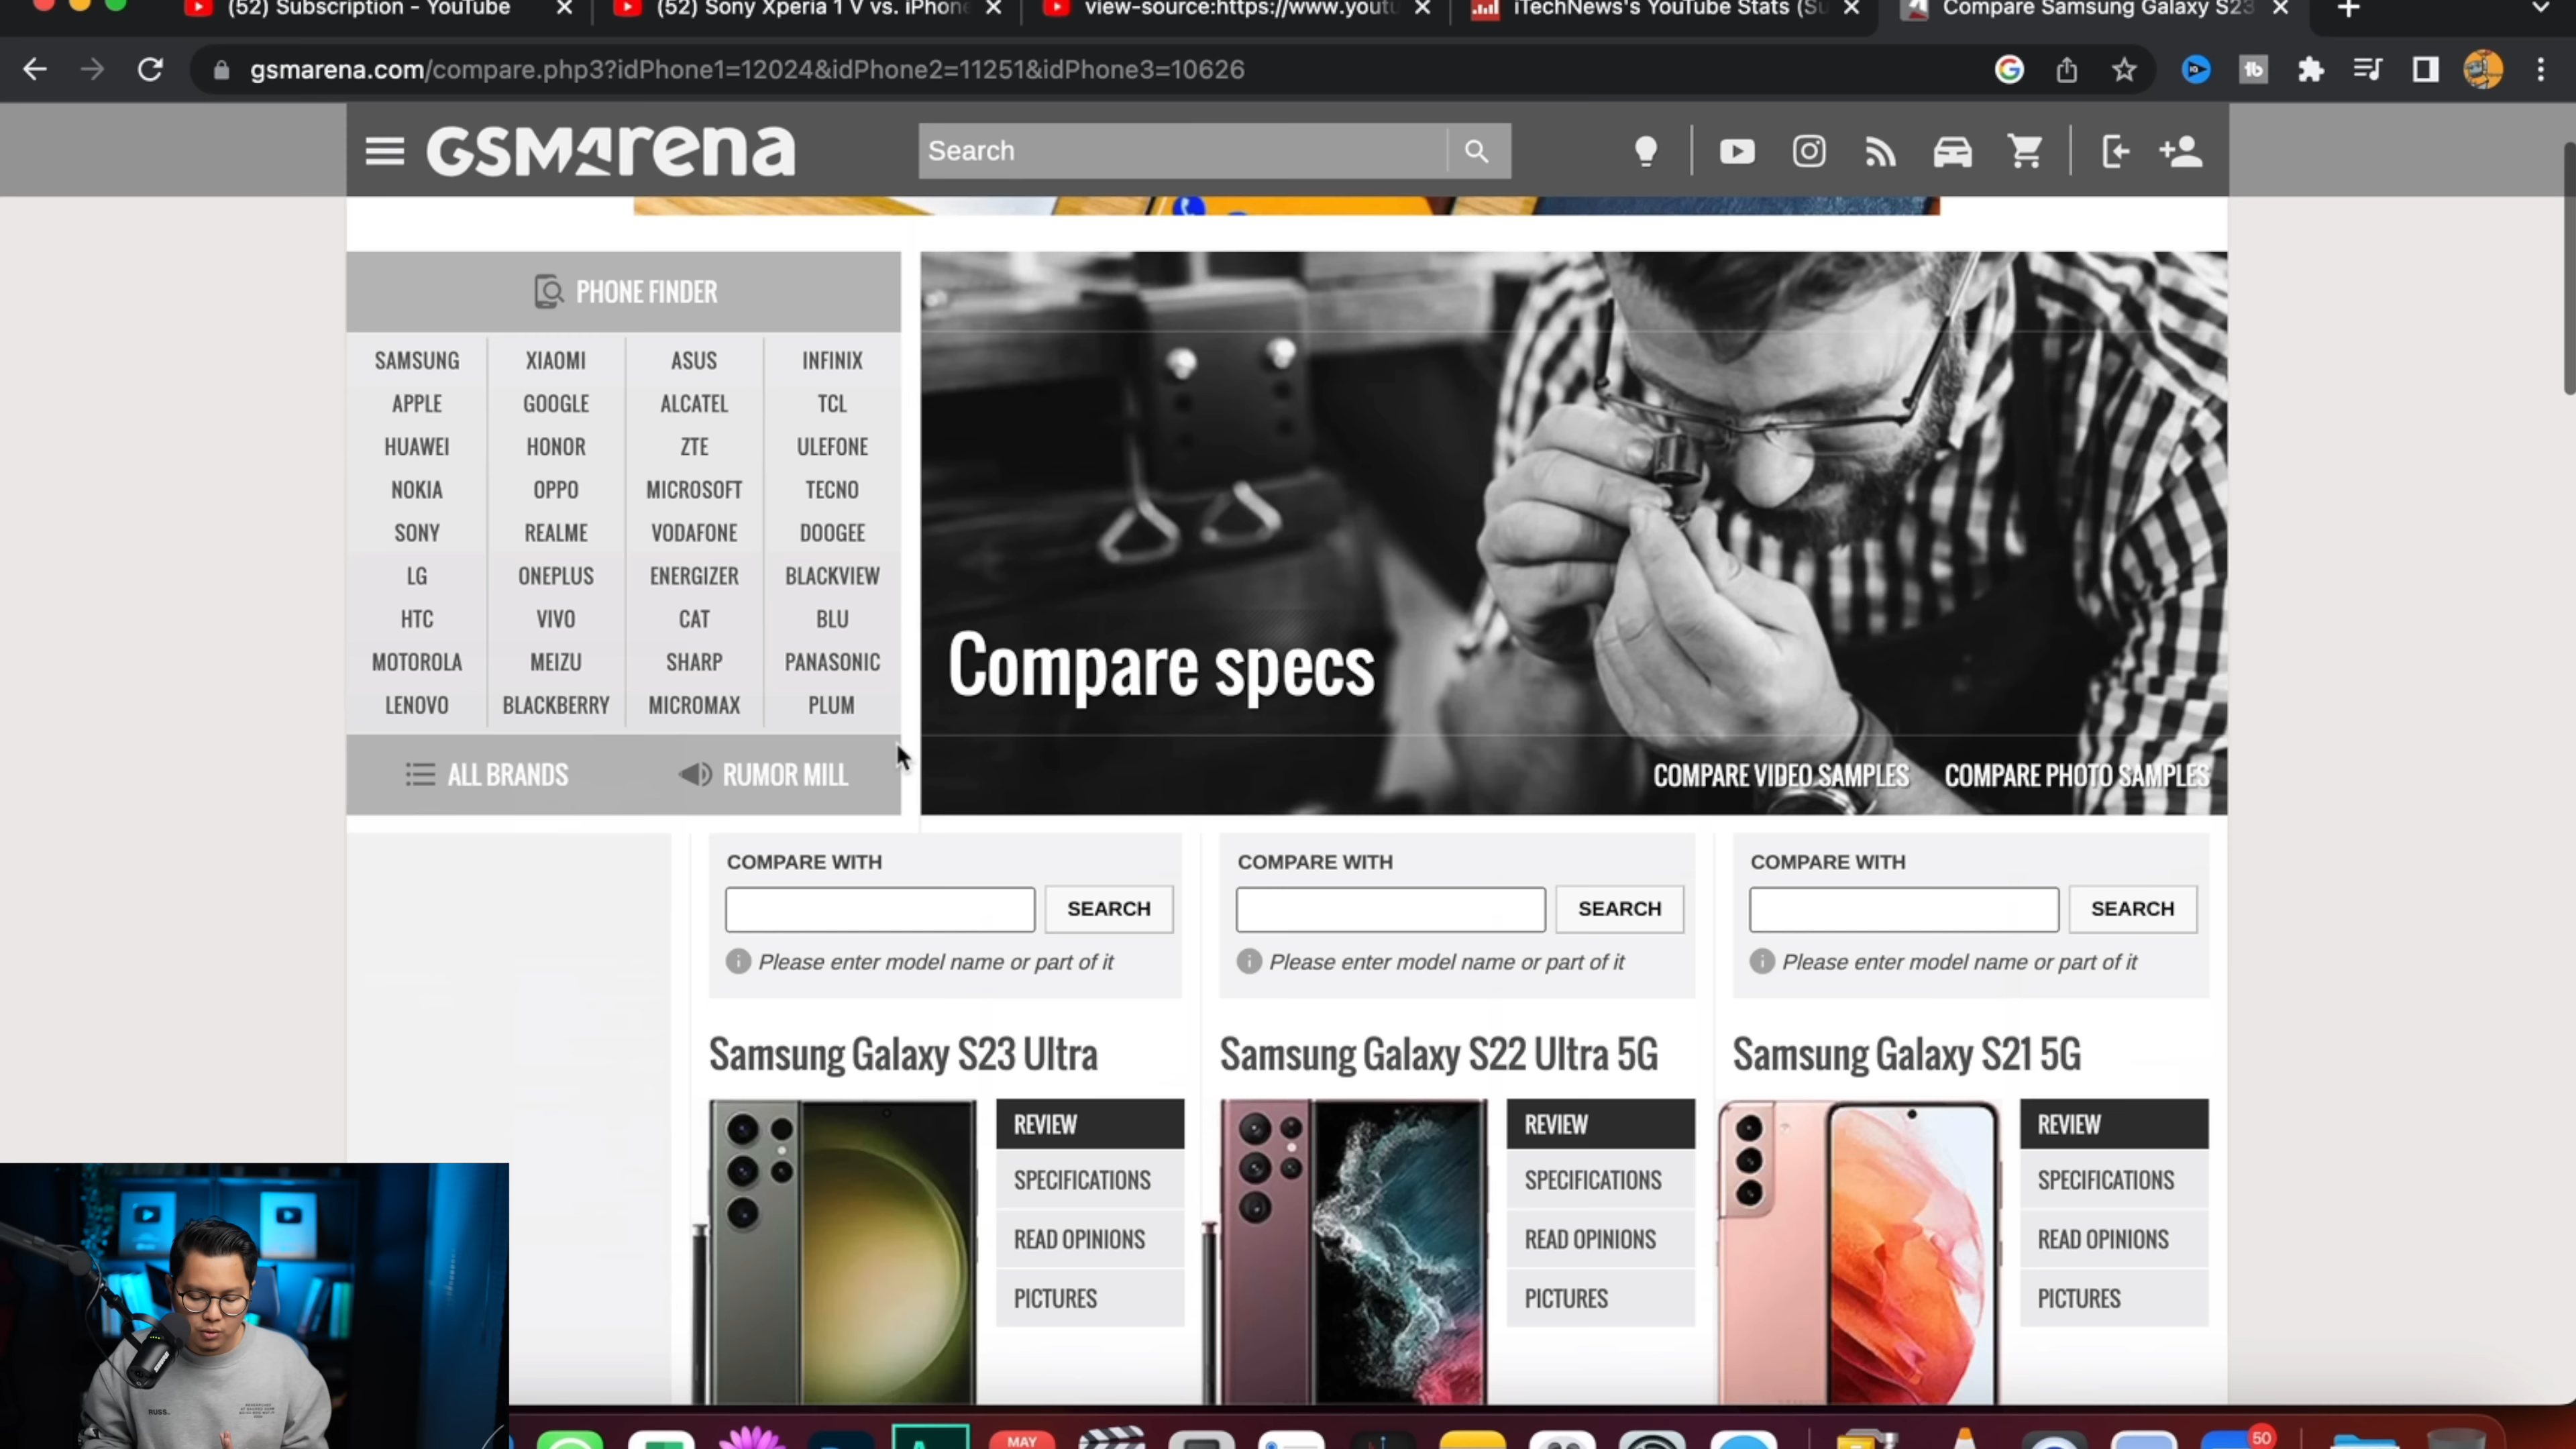 (52) Subscription - YouTube
(52) Sony Xperia 1 V vs. iPhone
view-source:https://www.youtu
iTechNews's YouTube Stats (Su
Compare Samsung Galaxy S23
gsmarena.com/compare.php3?idPhone1=12024&idPhone2=11251&idPhone3=10626
GSMArena
Search
PHONE FINDER
SAMSUNG XIAOMI ASUS INFINIX
APPLE GOOGLE ALCATEL TCL
HUAWEI HONOR ZTE ULEFONE
NOKIA OPPO MICROSOFT TECNO
SONY REALME VODAFONE DOOGEE
LG ONEPLUS ENERGIZER BLACKVIEW
HTC VIVO CAT BLU
MOTOROLA MEIZU SHARP PANASONIC
LENOVO BLACKBERRY MICROMAX PLUM
ALL BRANDS RUMOR MILL
Compare specs
COMPARE VIDEO SAMPLES COMPARE PHOTO SAMPLES
COMPARE WITH
SEARCH
Please enter model name or part of it
COMPARE WITH
SEARCH
Please enter model name or part of it
COMPARE WITH
SEARCH
Please enter model name or part of it
Samsung Galaxy S23 Ultra
REVIEW
SPECIFICATIONS
READ OPINIONS
PICTURES
Samsung Galaxy S22 Ultra 5G
REVIEW
SPECIFICATIONS
READ OPINIONS
PICTURES
Samsung Galaxy S21 5G
REVIEW
SPECIFICATIONS
READ OPINIONS
PICTURES
RUSS.
MAY
50